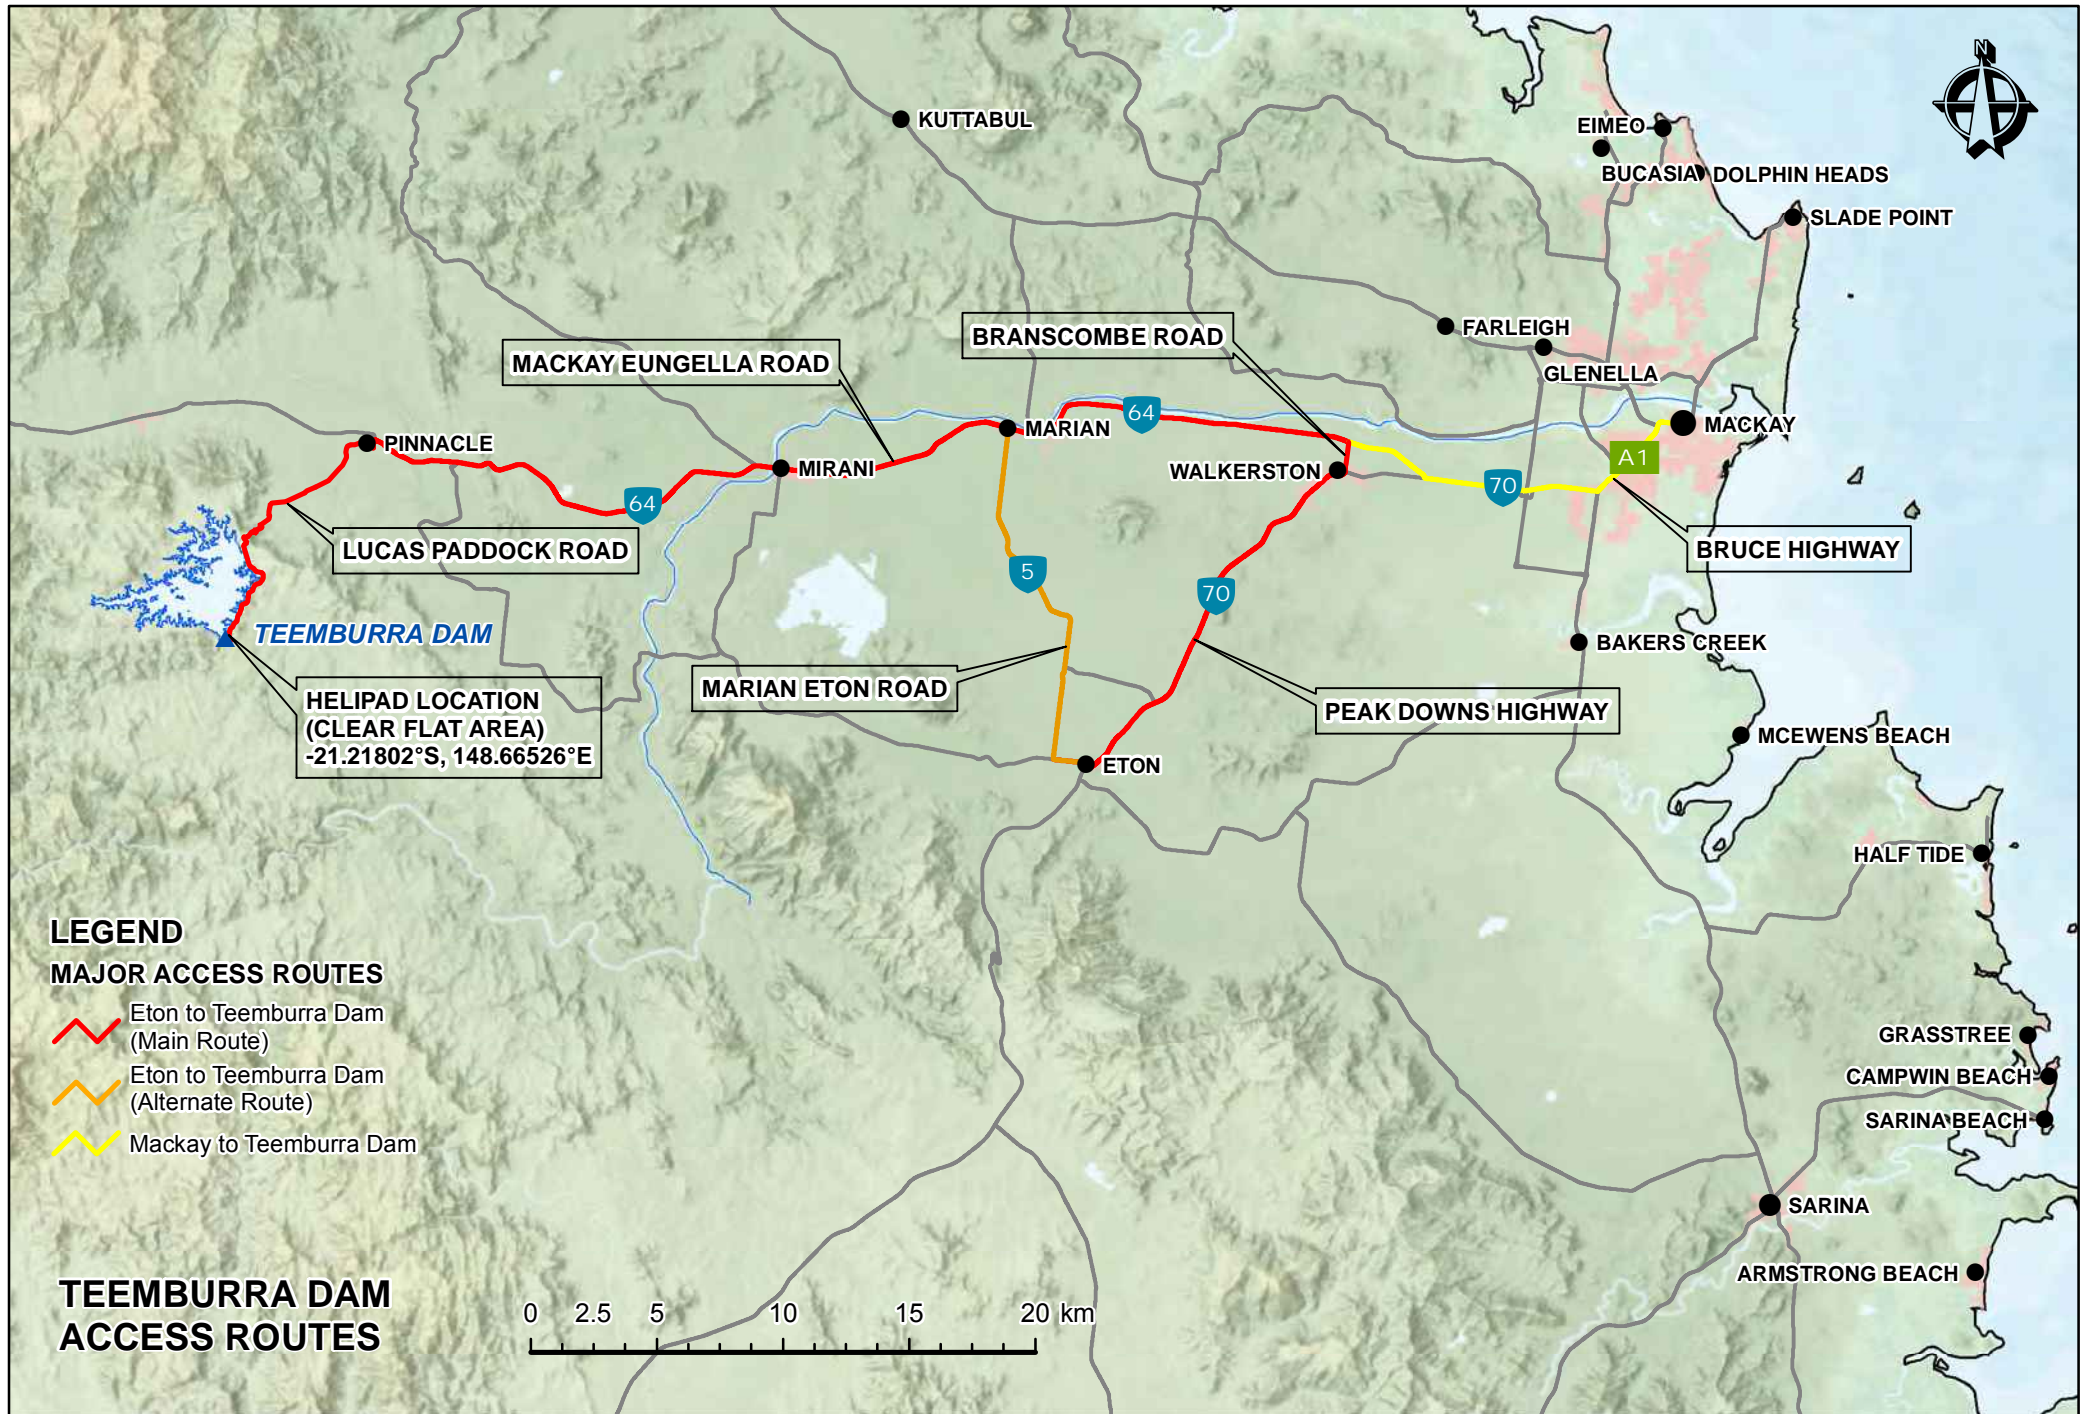 N
KUTTABUL
EIMEO
BUCASIA
DOLPHIN HEADS
SLADE POINT
BRANSCOMBE ROAD
FARLEIGH
MACKAY EUNGELLA ROAD
GLENELLA
64
MARIAN
MACKAY
PINNACLE
A1
MIRANI
WALKERSTON
70
64
LUCAS PADDOCK ROAD
BRUCE HIGHWAY
5
70
TEEMBURRA DAM
BAKERS CREEK
MARIAN ETON ROAD
HELIPAD LOCATION
(CLEAR FLAT AREA)
-21.21802°S, 148.66526°E
PEAK DOWNS HIGHWAY
MCEWENS BEACH
ETON
HALF TIDE
LEGEND
MAJOR ACCESS ROUTES
Eton to Teemburra Dam
(Main Route)
Eton to Teemburra Dam
(Alternate Route)
Mackay to Teemburra Dam
GRASSTREE
CAMPWIN BEACH
SARINA BEACH
SARINA
ARMSTRONG BEACH
TEEMBURRA DAM
ACCESS ROUTES
0 2.5 5 10 15 20 km